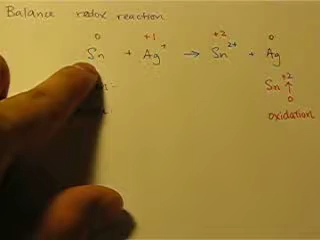 Balance redox reaction
0 +1 +2 0
Sn + Ag+ → Sn2+ + Ag
Sn +2
↑
0
oxidation